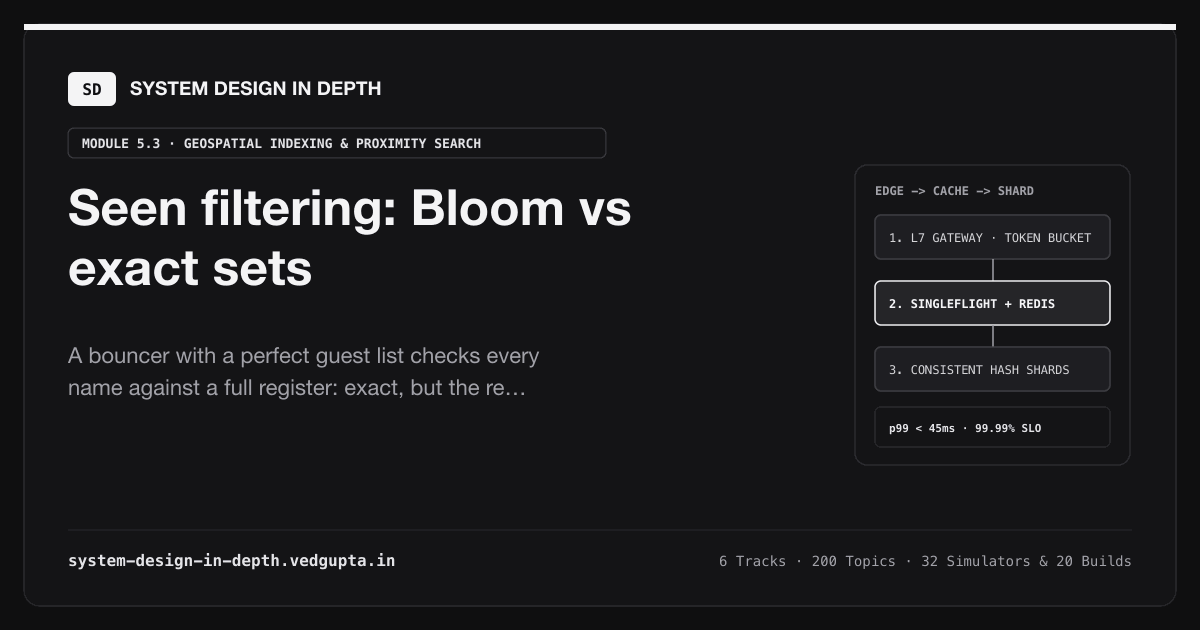 SD SYSTEM DESIGN IN DEPTH
MODULE 5.3 · GEOSPATIAL INDEXING & PROXIMITY SEARCH
Seen filtering: Bloom vs
exact sets
A bouncer with a perfect guest list checks every
name against a full register: exact, but the re…
EDGE —> CACHE —> SHARD
1. L7 GATEWAY · TOKEN BUCKET
2. SINGLEFLIGHT + REDIS
3. CONSISTENT HASH SHARDS
p99 < 45ms · 99.99% SLO
system-design-in-depth.vedgupta.in
6 Tracks · 200 Topics · 32 Simulators & 20 Builds